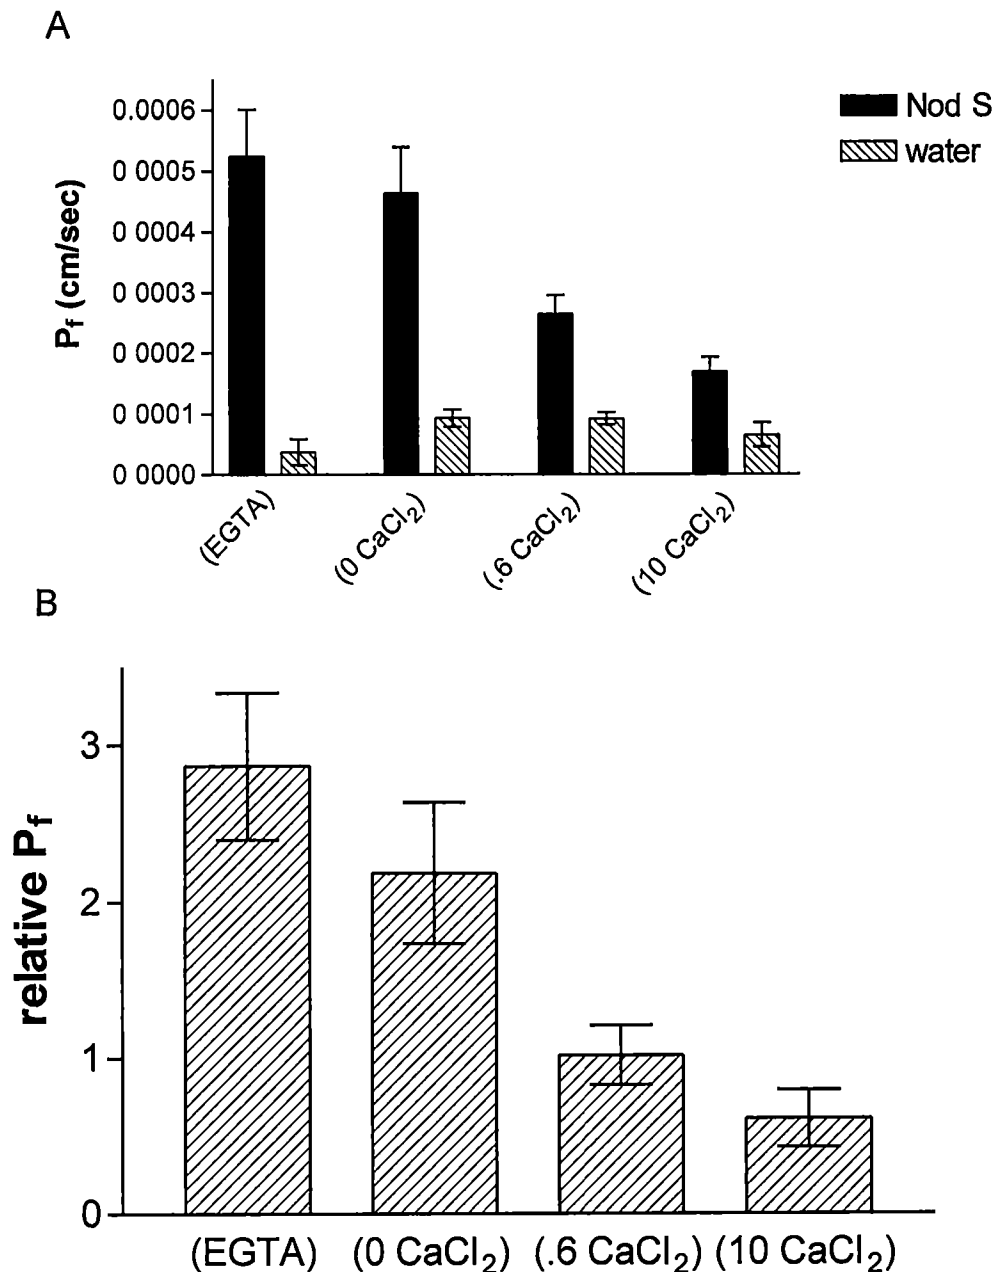 A
Nod S
water
0.0006
0 0005
0 0004
0 0003
0 0002
0 0001
0 0000
Pf (cm/sec)
(EGTA)
(0 CaCl2)
(.6 CaCl2)
(10 CaCl2)
B
3
2
1
0
relative Pf
(EGTA) (0 CaCl2) (.6 CaCl2) (10 CaCl2)